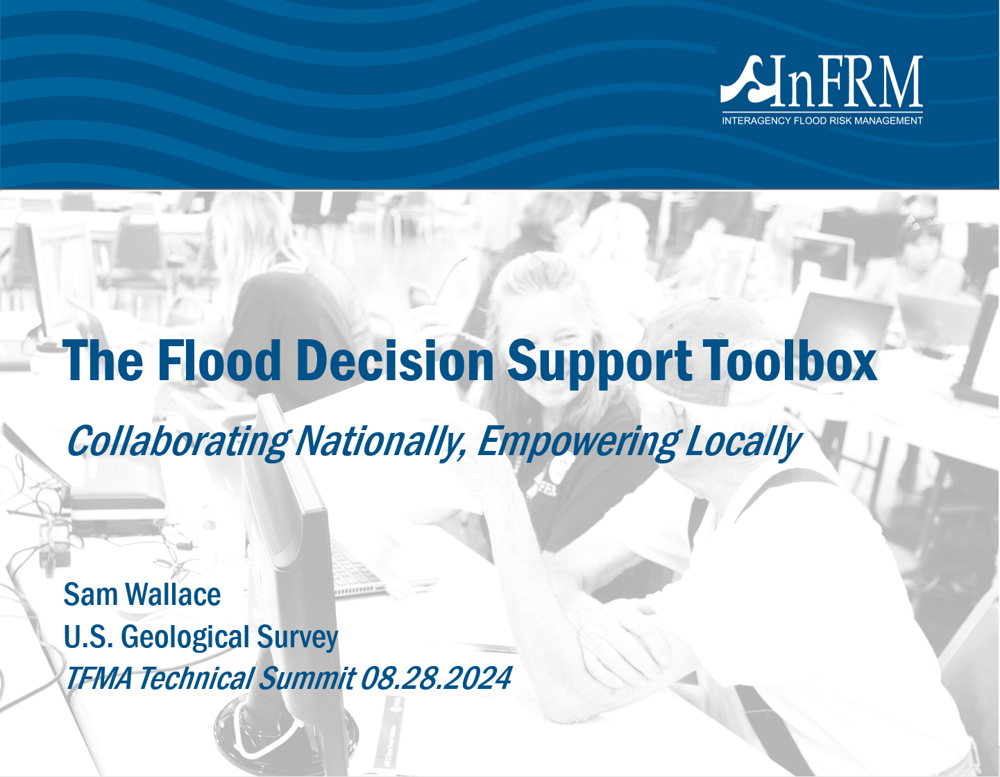 InFRM
INTERAGENCY FLOOD RISK MANAGEMENT
The Flood Decision Support Toolbox
Collaborating Nationally, Empowering Locally
Sam Wallace
U.S. Geological Survey
TFMA Technical Summit 08.28.2024